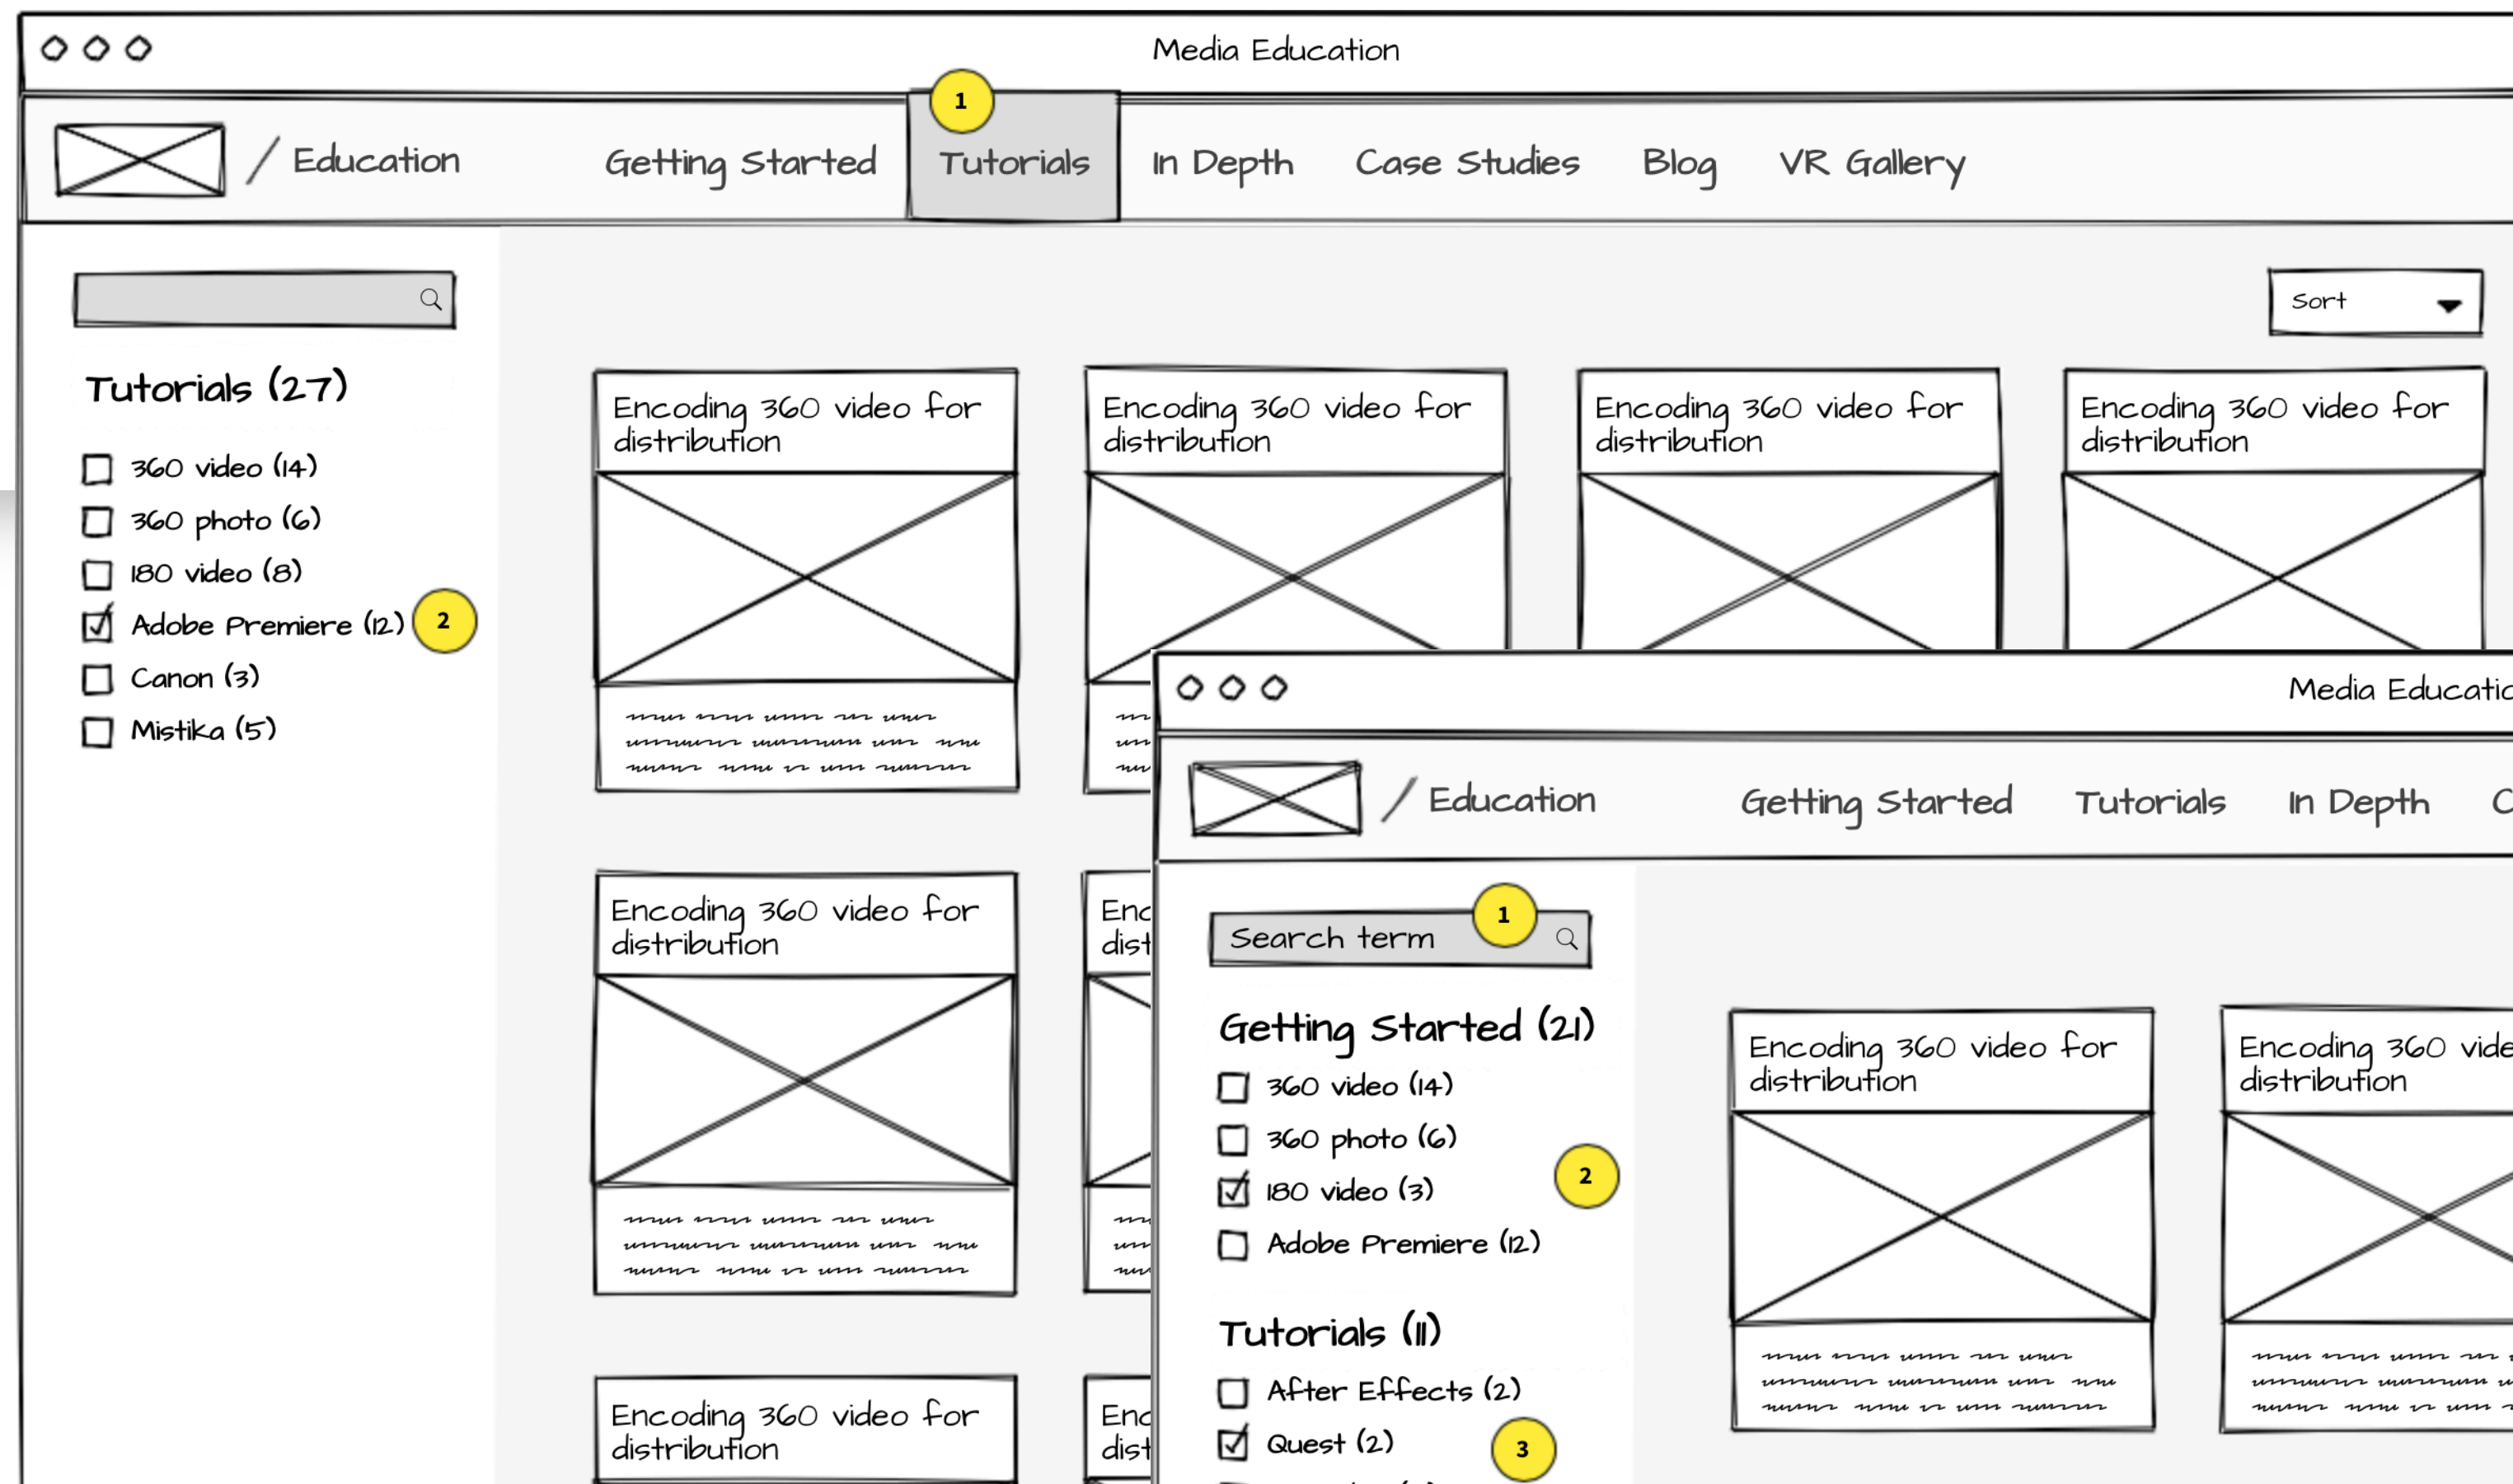 Media Education
1
/ Education Getting Started Tutorials In Depth Case Studies Blog VR Gallery
Sort
Tutorials (27)
360 video (14)
360 photo (6)
180 video (8)
Adobe Premiere (12) 2
Canon (3)
Mistika (5)
Encoding 360 video for
distribution
Encoding 360 video for
distribution
Encoding 360 video for
distribution
Encoding 360 video for
distribution
Encoding 360 video for
distribution
Enc
dist
Encoding 360 video for
distribution
Enc
dist
Media Educatio
/ Education Getting Started Tutorials In Depth C
Search term 1
Getting Started (21)
360 video (14)
360 photo (6)
2
180 video (3)
Adobe Premiere (12)
Tutorials (11)
After Effects (2)
Quest (2) 3
Encoding 360 video for
distribution
Encoding 360 vide
distribution